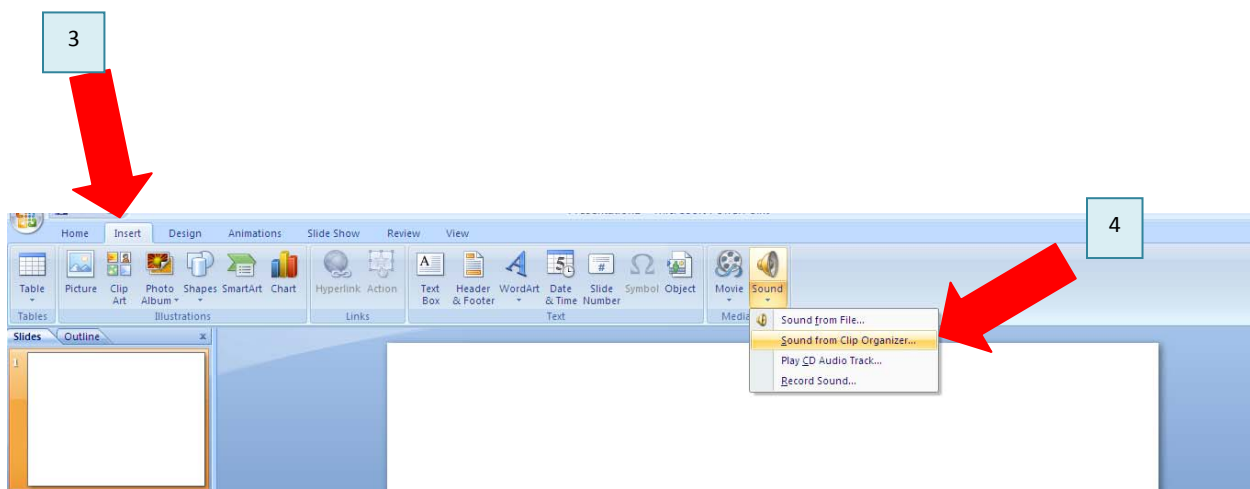 3
4
Home Insert Design Animations Slide Show Review View
Table Picture Clip Art Photo Album Shapes SmartArt Chart Hyperlink Action Text Box Header & Footer WordArt Date & Time Slide Number Symbol Object Movie Sound
Tables Illustrations Links Text Media
Slides Outline x
Sound from File...
Sound from Clip Organizer...
Play CD Audio Track...
Record Sound...
1